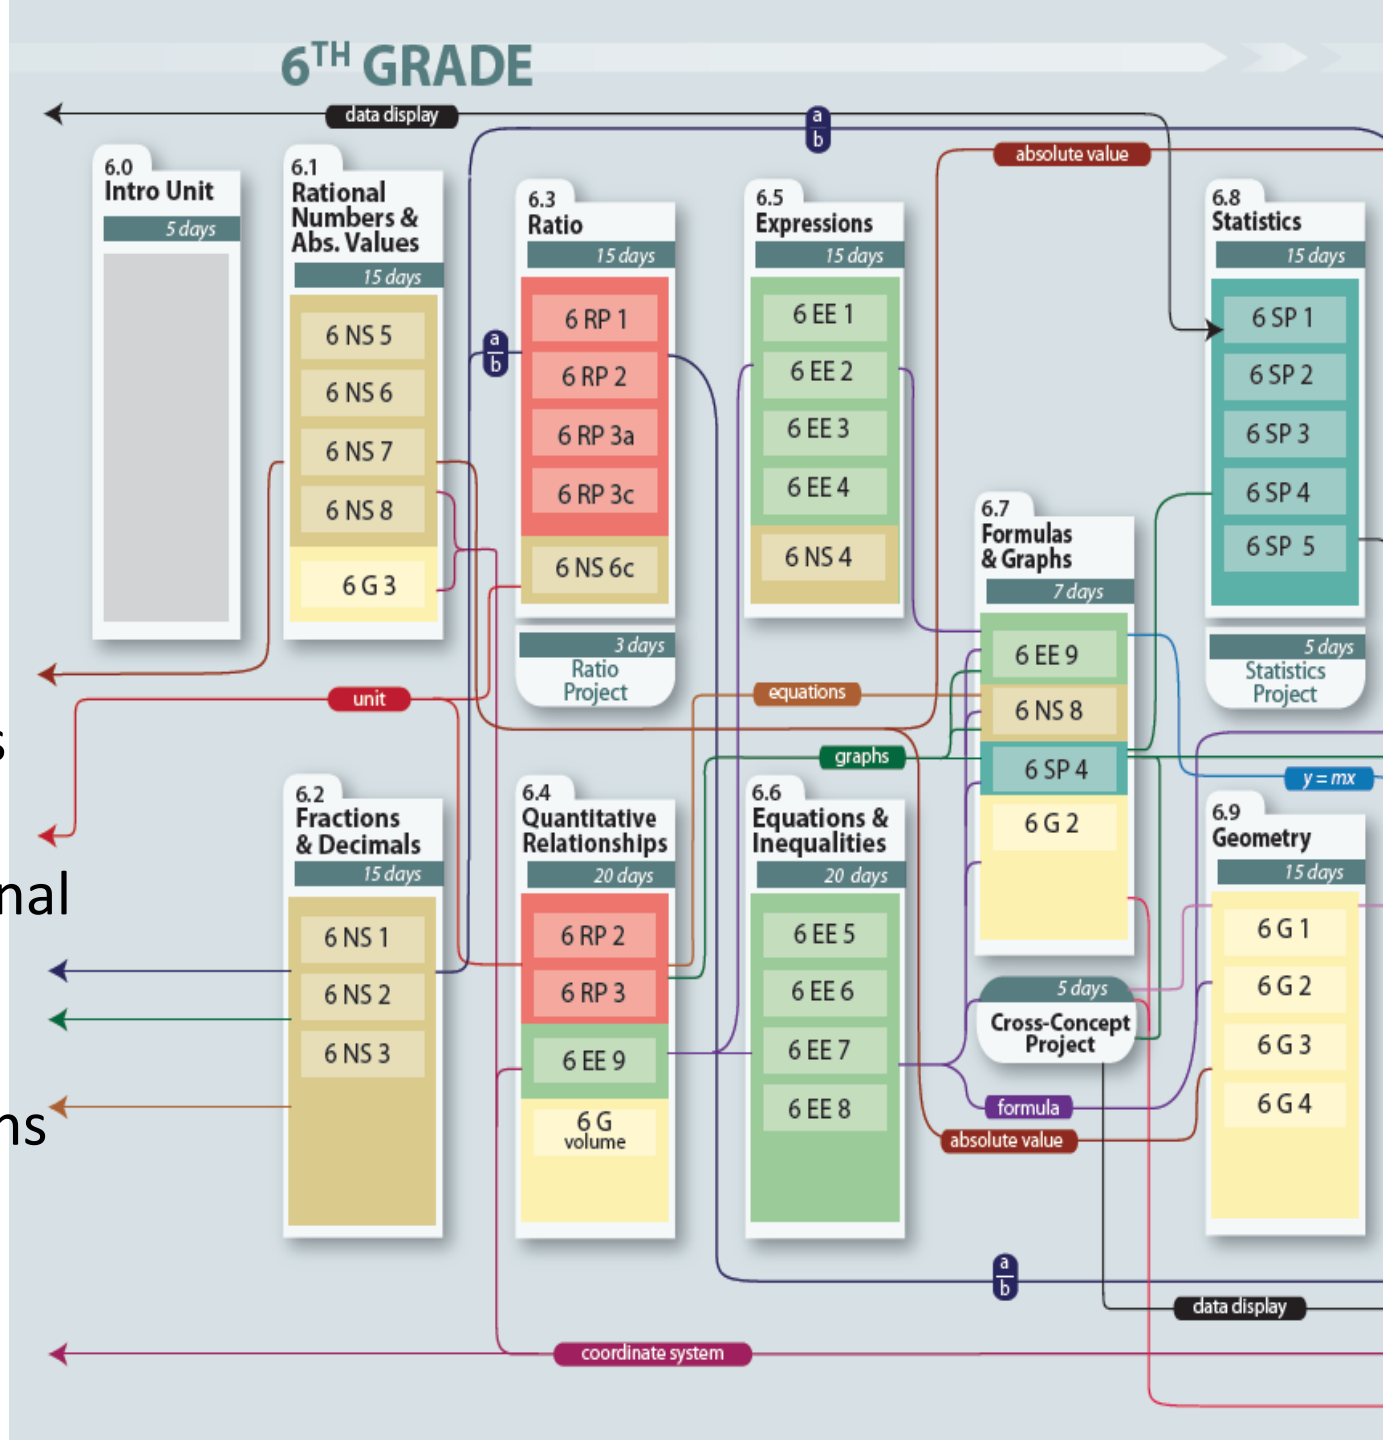 6TH GRADE
data display
a
b
absolute value
6.0
Intro Unit
5 days
6.1
Rational
Numbers &
Abs. Values
15 days
6 NS 5
6 NS 6
6 NS 7
6 NS 8
6 G 3
a
b
6.3
Ratio
15 days
6 RP 1
6 RP 2
6 RP 3a
6 RP 3c
6 NS 6c
3 days
Ratio
Project
6.5
Expressions
15 days
6 EE 1
6 EE 2
6 EE 3
6 EE 4
6 NS 4
6.7
Formulas
& Graphs
7 days
6 EE 9
6 NS 8
6 SP 4
6 G 2
5 days
Cross-Concept
Project
6.8
Statistics
15 days
6 SP 1
6 SP 2
6 SP 3
6 SP 4
6 SP 5
5 days
Statistics
Project
unit
equations
graphs
y = mx
s
nal
ns
6.2
Fractions
& Decimals
15 days
6 NS 1
6 NS 2
6 NS 3
6.4
Quantitative
Relationships
20 days
6 RP 2
6 RP 3
6 EE 9
6 G
volume
6.6
Equations &
Inequalities
20 days
6 EE 5
6 EE 6
6 EE 7
6 EE 8
6.9
Geometry
15 days
6 G 1
6 G 2
6 G 3
6 G 4
formula
absolute value
a
b
data display
coordinate system